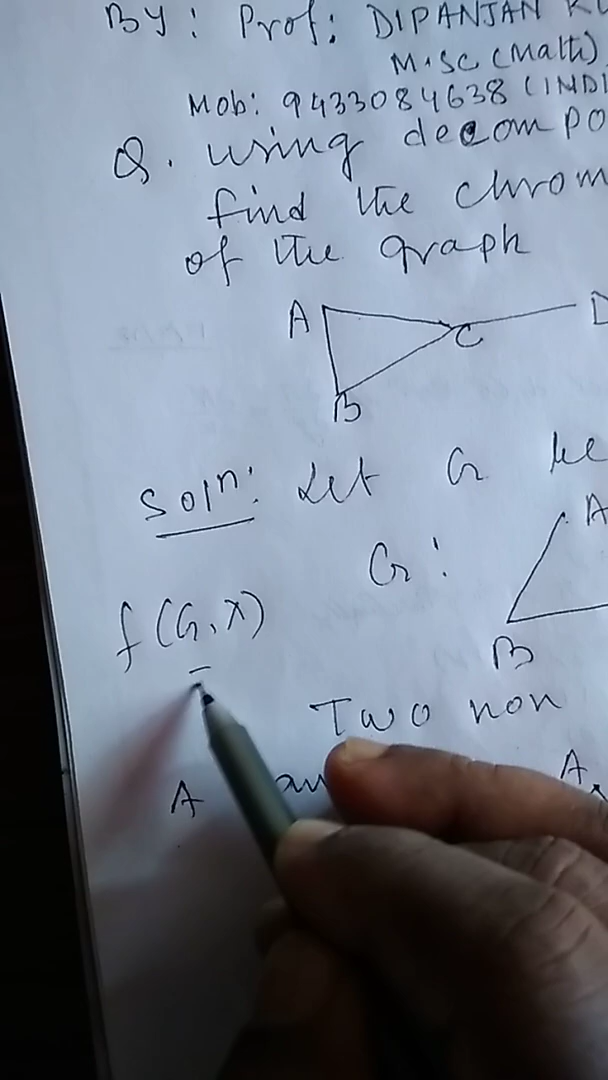 By: Prof: DIPANJAN
M.SC (Math)
Mob: 9433084638 (INDI
Q. using decompo
find the chrom
of the graph
A
C
D
B
Soln: Let G be
A
G:
f(G, λ)
B
Two non
A
A